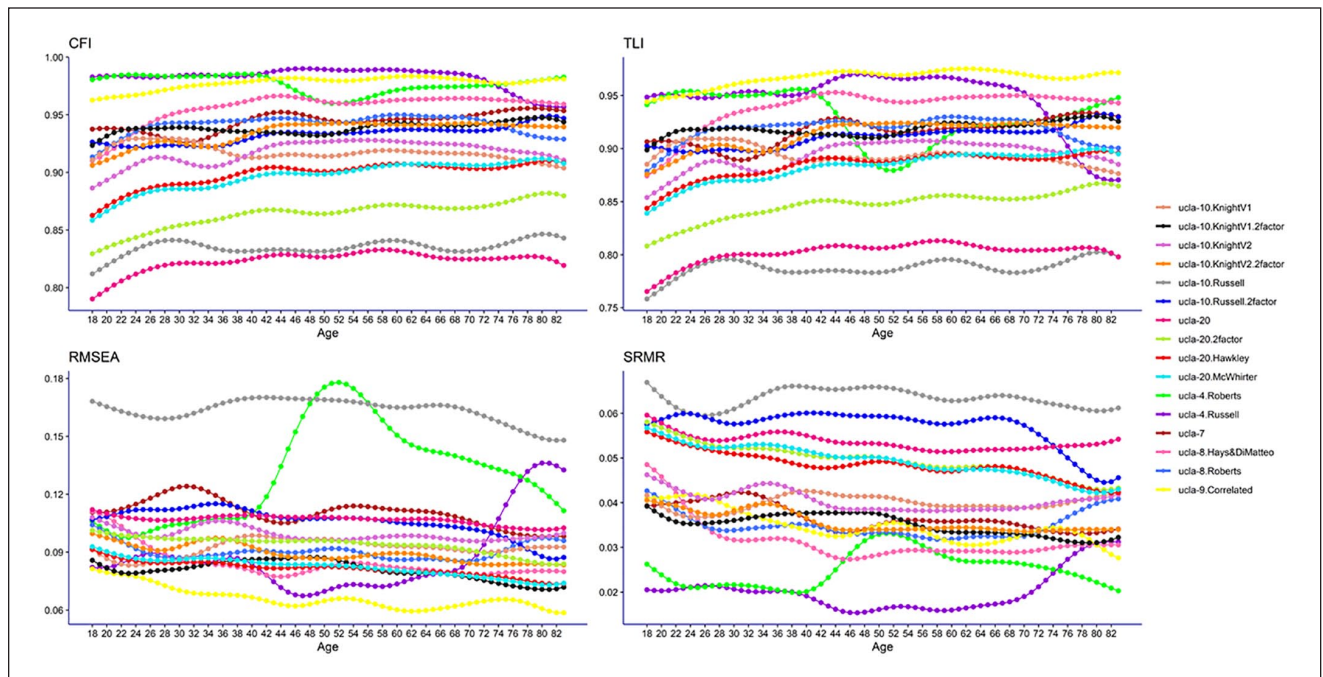 CFI
1.00
0.95
0.90
0.85
0.80
18 20 22 24 26 28 30 32 34 36 38 40 42 44 46 48 50 52 54 56 58 60 62 64 66 68 70 72 74 76 78 80 82
Age
TLI
0.95
0.90
0.85
0.80
0.75
18 20 22 24 26 28 30 32 34 36 38 40 42 44 46 48 50 52 54 56 58 60 62 64 66 68 70 72 74 76 78 80 82
Age
RMSEA
0.18
0.15
0.12
0.09
0.06
18 20 22 24 26 28 30 32 34 36 38 40 42 44 46 48 50 52 54 56 58 60 62 64 66 68 70 72 74 76 78 80 82
Age
SRMR
0.06
0.05
0.04
0.03
0.02
18 20 22 24 26 28 30 32 34 36 38 40 42 44 46 48 50 52 54 56 58 60 62 64 66 68 70 72 74 76 78 80 82
Age
ucla-10.KnightV1
ucla-10.KnightV1.2factor
ucla-10.KnightV2
ucla-10.KnightV2.2factor
ucla-10.Russell
ucla-10.Russell.2factor
ucla-20
ucla-20.2factor
ucla-20.Hawkley
ucla-20.McWhirter
ucla-4.Roberts
ucla-4.Russell
ucla-7
ucla-8.Hays&DiMatteo
ucla-8.Roberts
ucla-9.Correlated